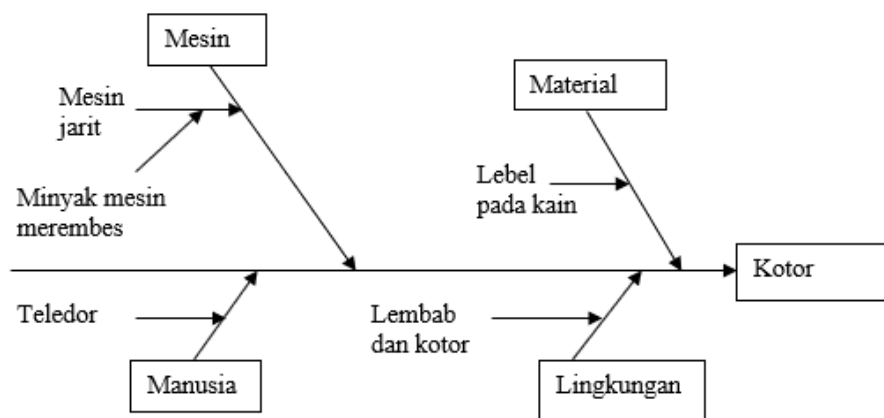 Mesin
Material
Mesin
jarit
Lebel
pada kain
Minyak mesin
merembes
Kotor
Teledor
Lembab
dan kotor
Manusia
Lingkungan